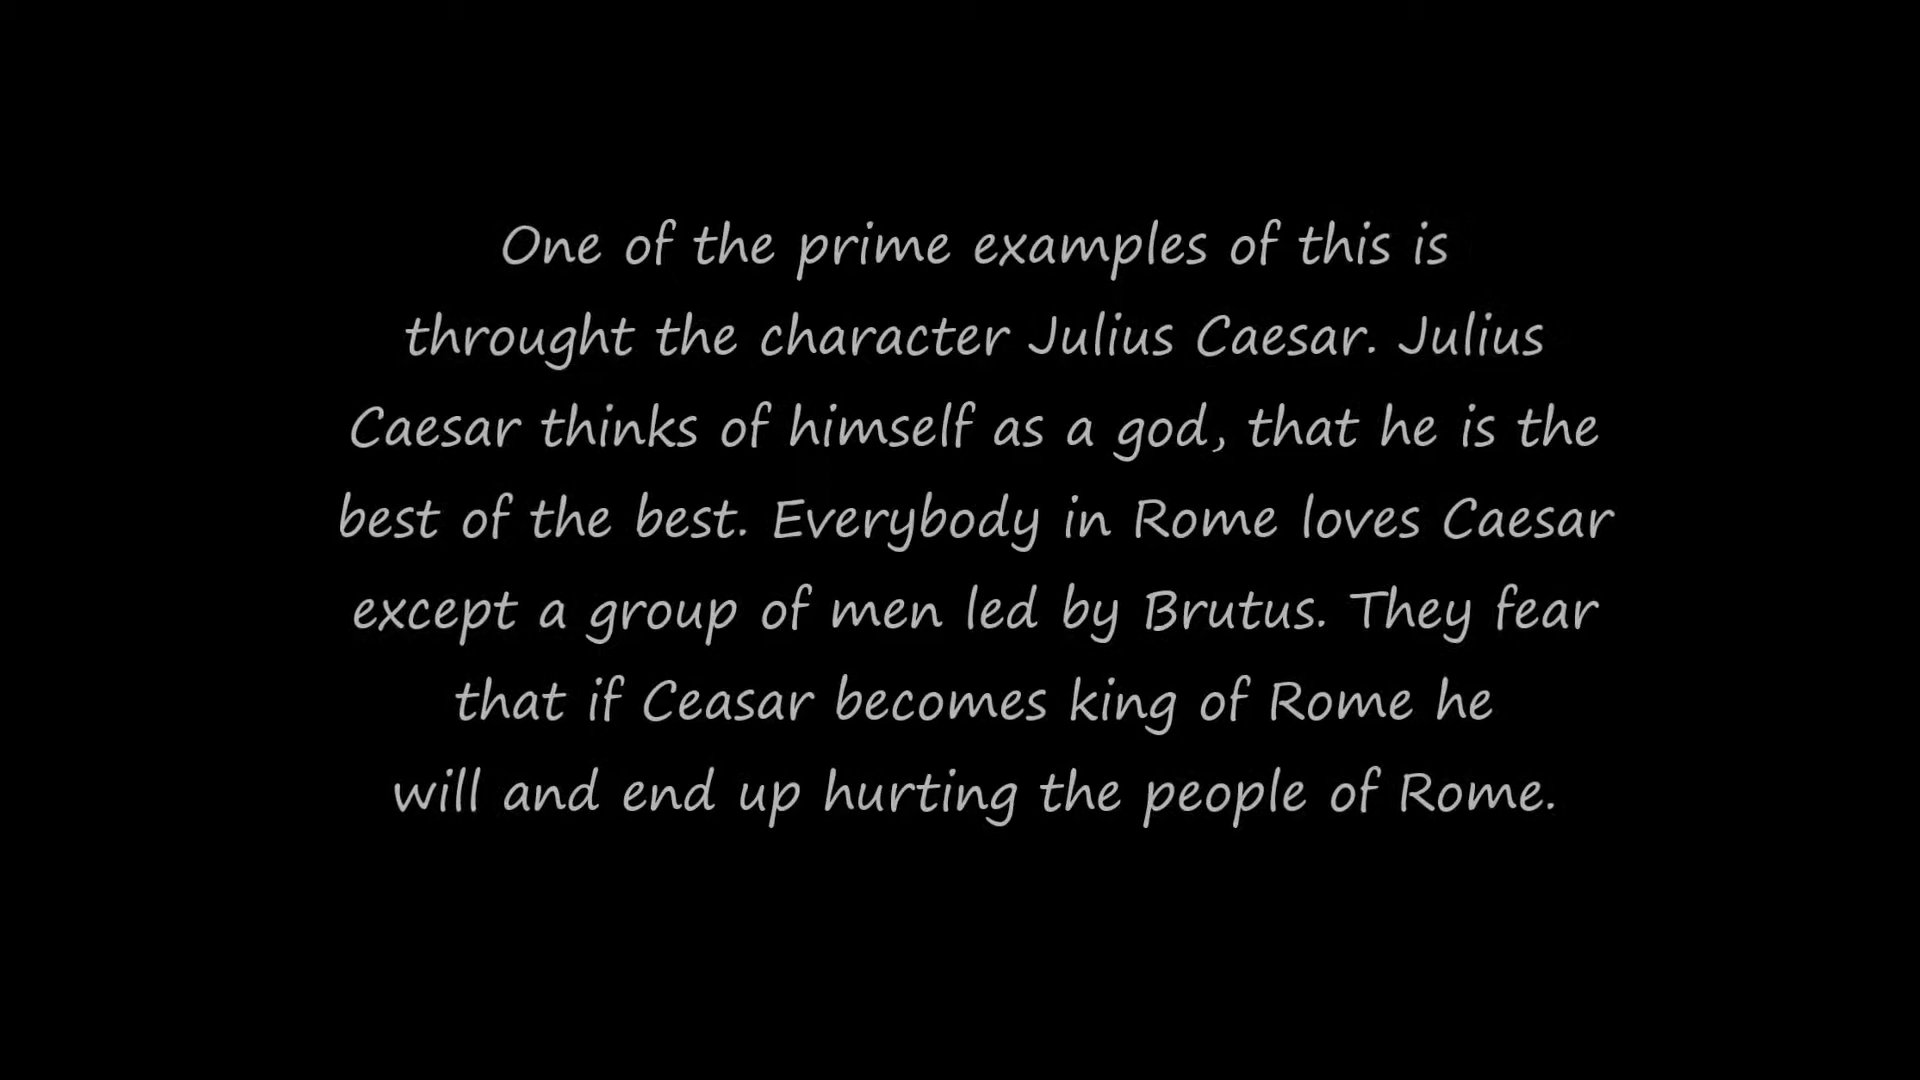 One of the prime examples of this is
throught the character Julius Caesar. Julius
Caesar thinks of himself as a god, that he is the
best of the best. Everybody in Rome loves Caesar
except a group of men led by Brutus. They fear
that if Ceasar becomes king of Rome he
will and end up hurting the people of Rome.